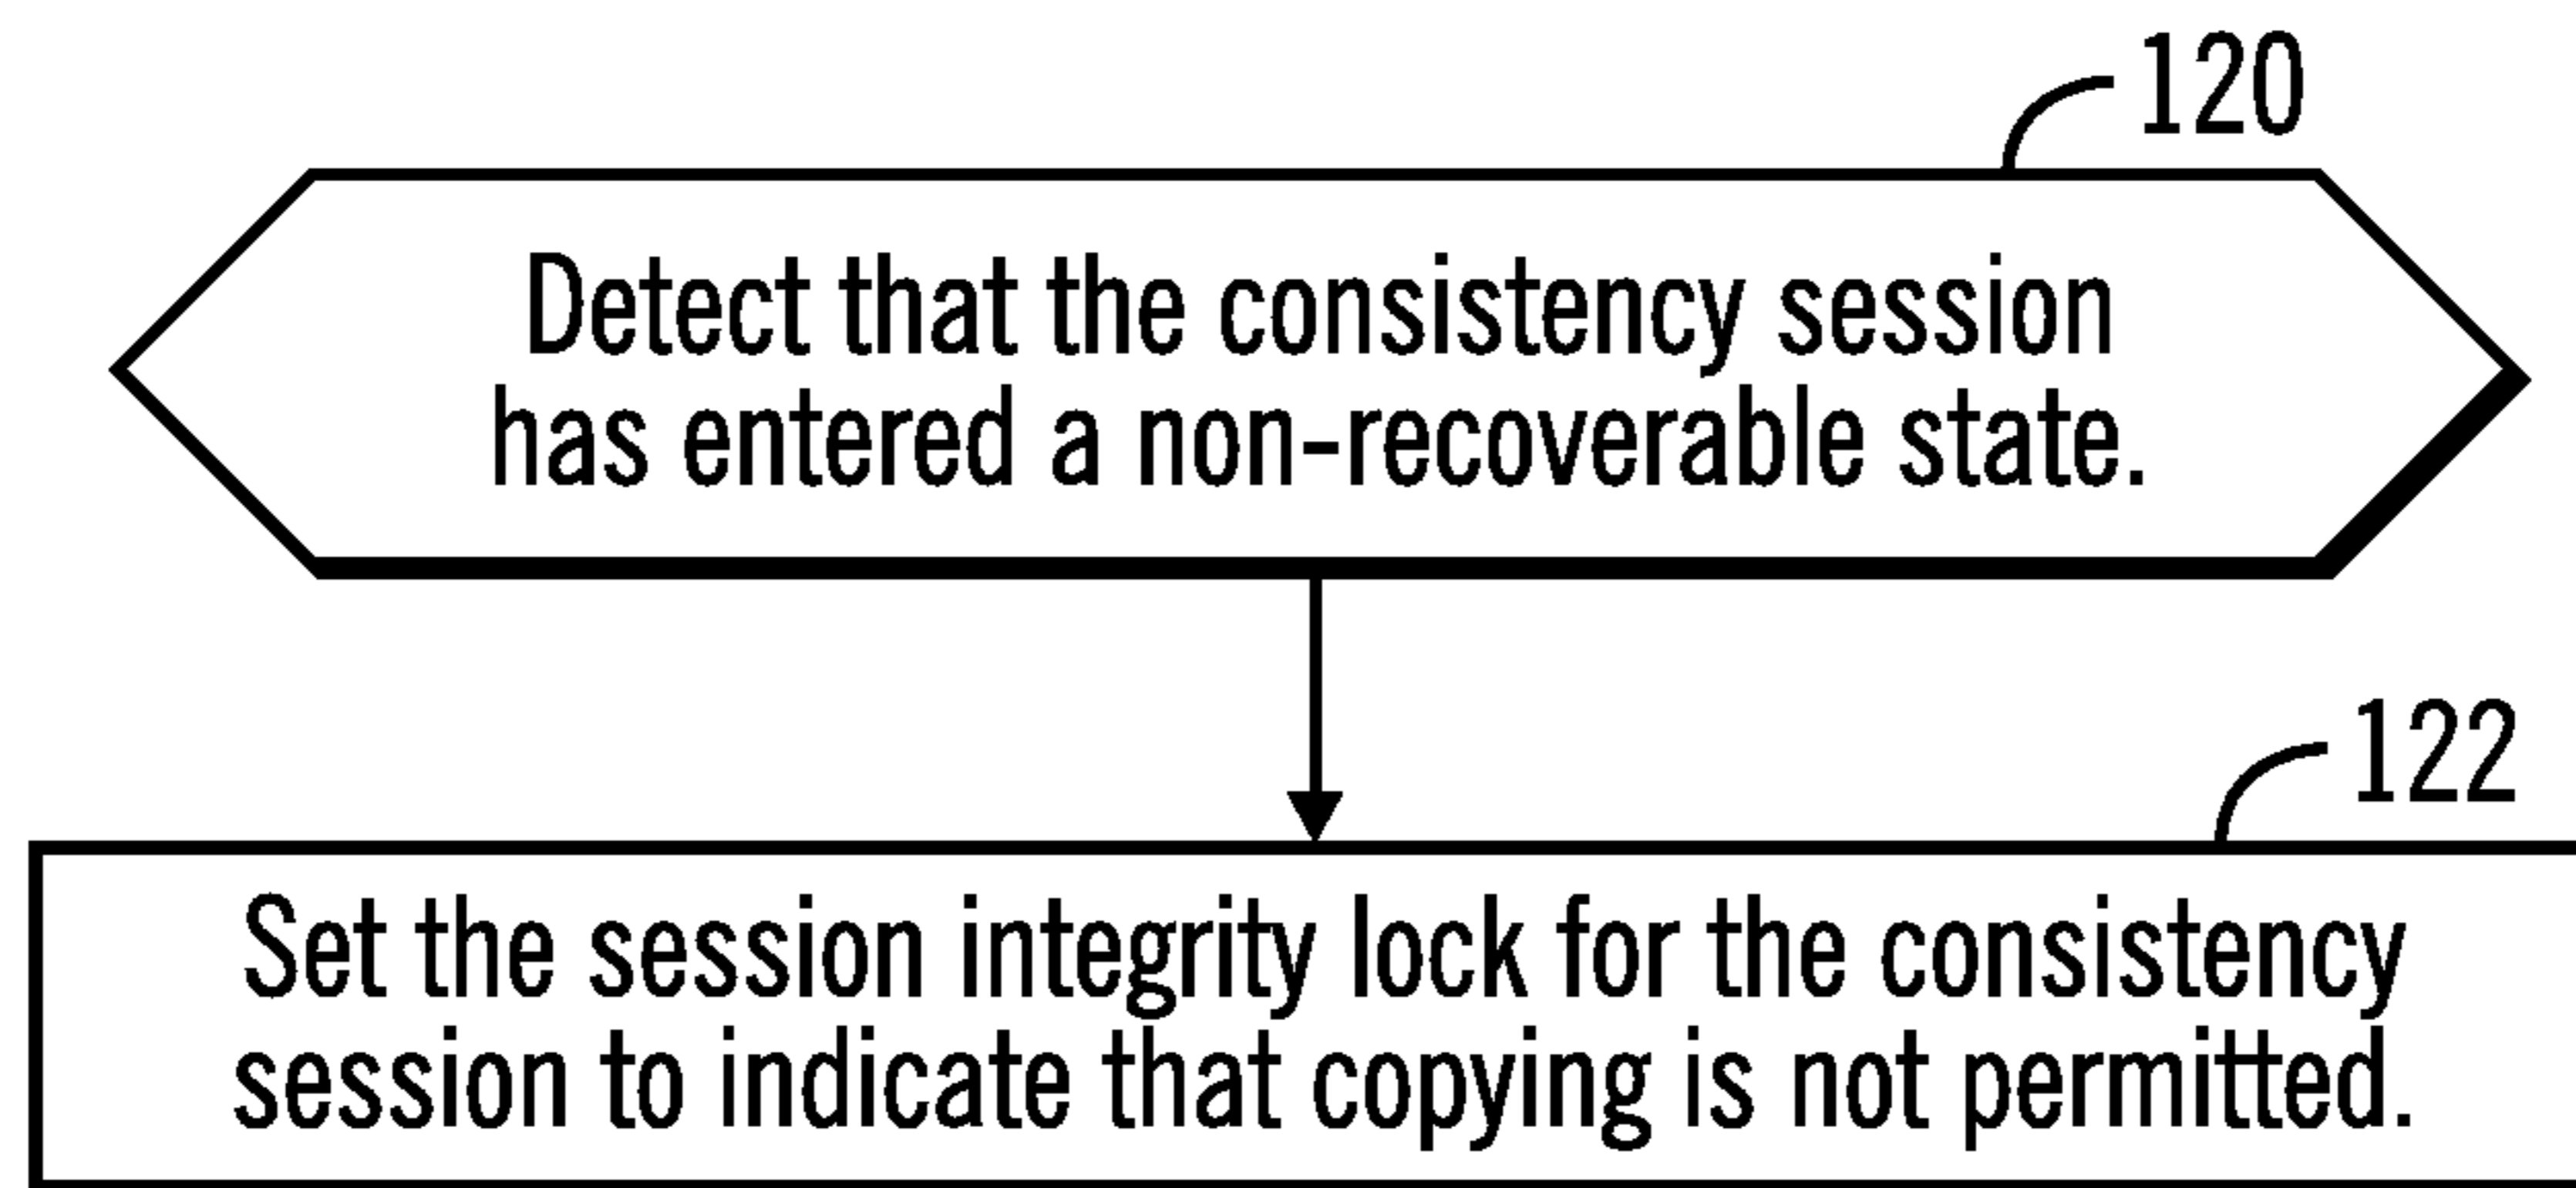 120
Detect that the consistency session
has entered a non-recoverable state.
122
Set the session integrity lock for the consistency
session to indicate that copying is not permitted.